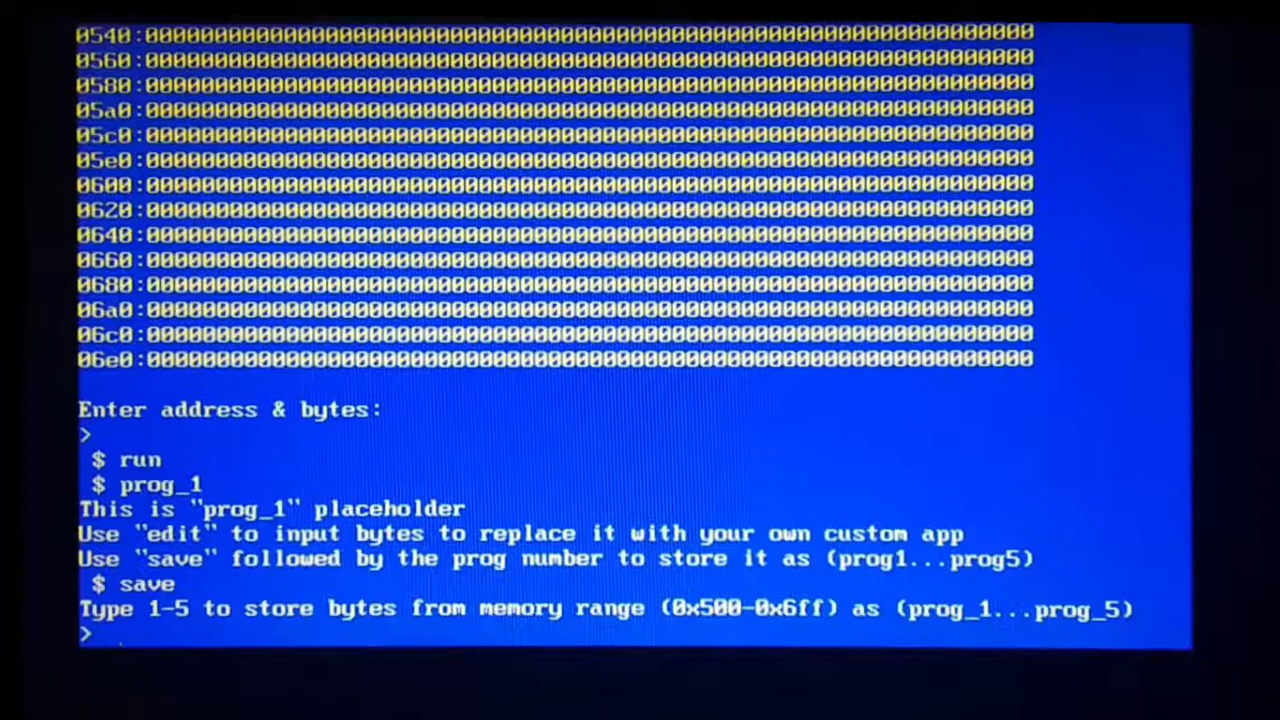 0540:0000000000000000000000000000000000000000000000000000000000000000
0560:0000000000000000000000000000000000000000000000000000000000000000
0580:0000000000000000000000000000000000000000000000000000000000000000
05a0:0000000000000000000000000000000000000000000000000000000000000000
05c0:0000000000000000000000000000000000000000000000000000000000000000
05e0:0000000000000000000000000000000000000000000000000000000000000000
0600:0000000000000000000000000000000000000000000000000000000000000000
0620:0000000000000000000000000000000000000000000000000000000000000000
0640:0000000000000000000000000000000000000000000000000000000000000000
0660:0000000000000000000000000000000000000000000000000000000000000000
0680:0000000000000000000000000000000000000000000000000000000000000000
06a0:0000000000000000000000000000000000000000000000000000000000000000
06c0:0000000000000000000000000000000000000000000000000000000000000000
06e0:0000000000000000000000000000000000000000000000000000000000000000
Enter address & bytes:
>
$ run
$ prog_1
This is "prog_1" placeholder
Use "edit" to input bytes to replace it with your own custom app
Use "save" followed by the prog number to store it as (prog1...prog5)
$ save
Type 1-5 to store bytes from memory range (0x500-0x6ff) as (prog_1...prog_5)
>